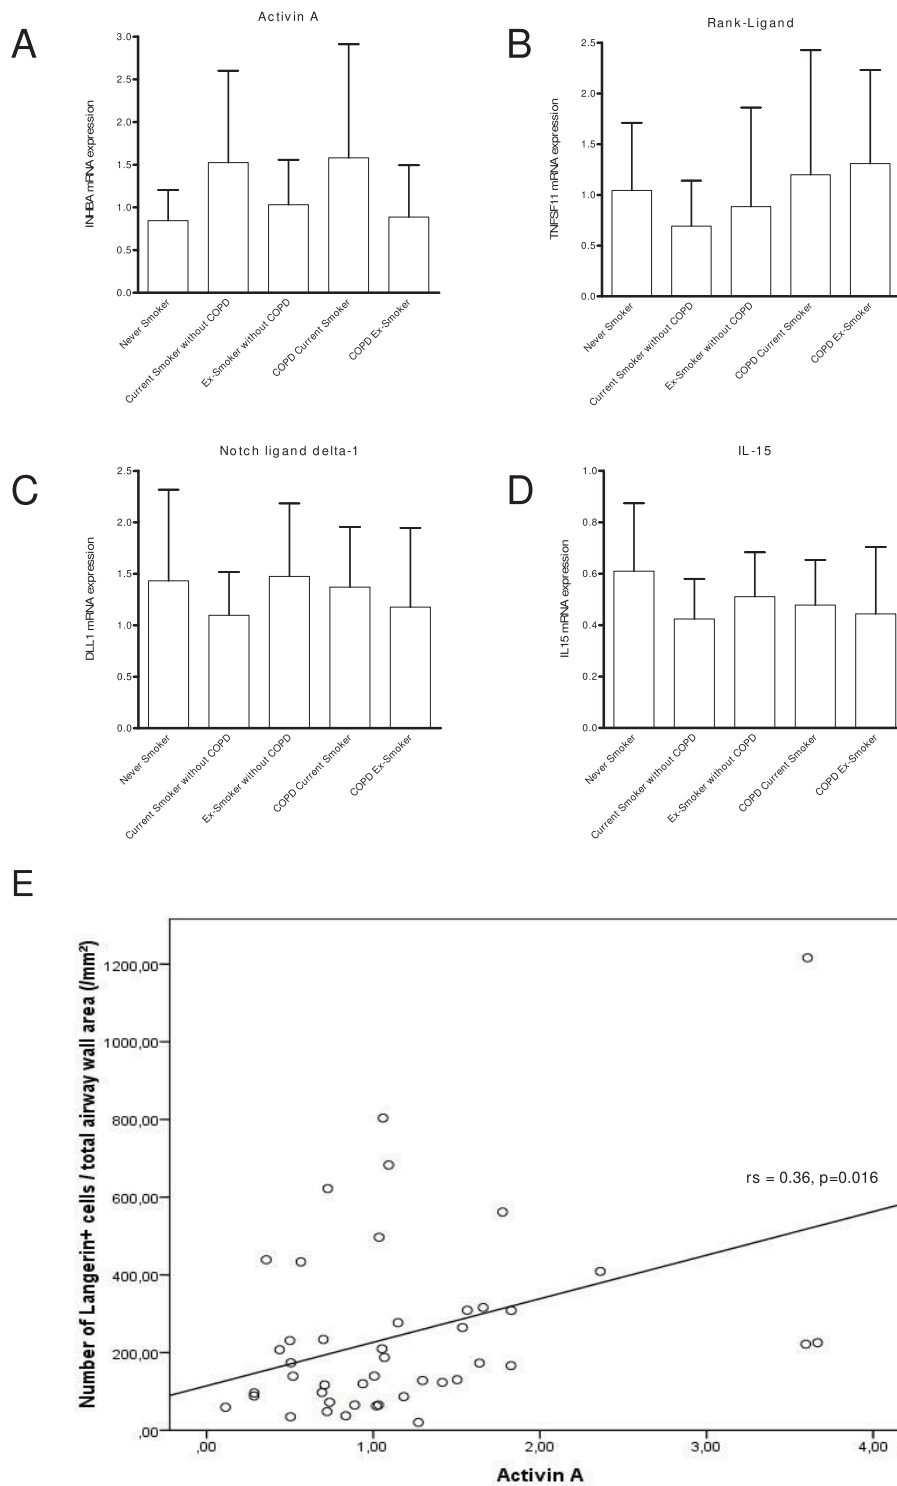 A
Activin A
INHBA mRNA expression
3.0
2.5
2.0
1.5
1.0
0.5
0.0
Never Smoker
Current Smoker without COPD
Ex-Smoker without COPD
COPD Current Smoker
COPD Ex-Smoker
B
Rank-Ligand
TNFSF11 mRNA expression
2.5
2.0
1.5
1.0
0.5
0.0
Never Smoker
Current Smoker without COPD
Ex-Smoker without COPD
COPD Current Smoker
COPD Ex-Smoker
C
Notch ligand delta-1
DLL1 mRNA expression
2.5
2.0
1.5
1.0
0.5
0.0
Never Smoker
Current Smoker without COPD
Ex-Smoker without COPD
COPD Current Smoker
COPD Ex-Smoker
D
IL-15
IL15 mRNA expression
1.0
0.8
0.6
0.4
0.2
0.0
Never Smoker
Current Smoker without COPD
Ex-Smoker without COPD
COPD Current Smoker
COPD Ex-Smoker
E
Number of Langerin+ cells / total airway wall area (/mm²)
1200,00
1000,00
800,00
600,00
400,00
200,00
,00
rs = 0.36, p=0.016
,00
1,00
2,00
3,00
4,00
Activin A